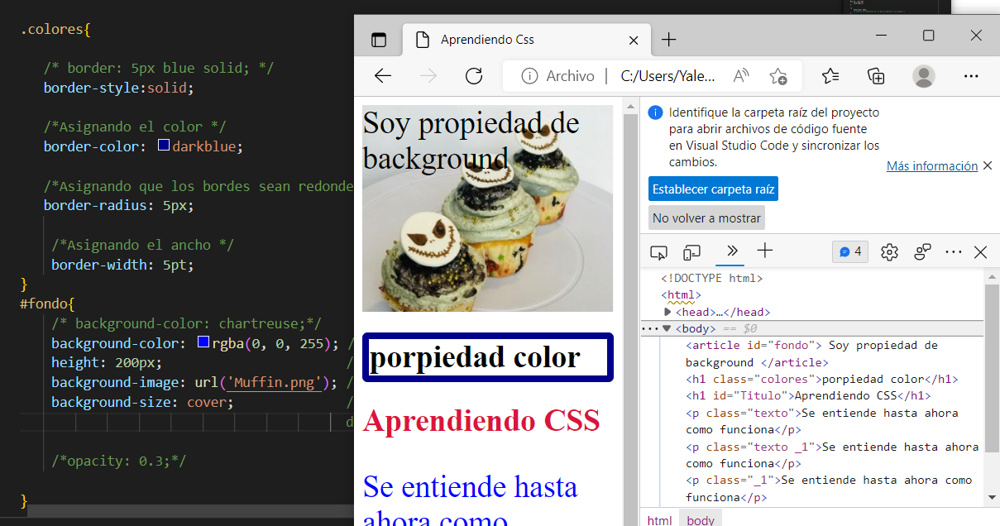 .colores{
/* border: 5px blue solid; */
border-style:solid;
/*Asignando el color */
border-color: darkblue;
/*Asignando que los bordes sean redonde
border-radius: 5px;
/*Asignando el ancho */
border-width: 5pt;
}
#fondo{
/* background-color: chartreuse;*/
background-color: rgba(0, 0, 255); /
height: 200px; /
background-image: url('Muffin.png'); /
background-size: cover; /
d
/*opacity: 0.3;*/
}
Aprendiendo Css
Archivo | C:/Users/Yale...
Soy propiedad de
background
porpiedad color
Aprendiendo CSS
Se entiende hasta
ahora como
Identifique la carpeta raíz del proyecto
para abrir archivos de código fuente
en Visual Studio Code y sincronizar los
cambios.
Más información
Establecer carpeta raíz
No volver a mostrar
4
<!DOCTYPE html>
<html>
<head>…</head>
<body> == $0
<article id="fondo"> Soy propiedad de
background </article>
<h1 class="colores">porpiedad color</h1>
<h1 id="Titulo">Aprendiendo CSS</h1>
<p class="texto">Se entiende hasta ahora
como funciona</p>
<p class="texto _1">Se entiende hasta ahora
como funciona</p>
<p class="_1">Se entiende hasta ahora como
funciona</p>
html body